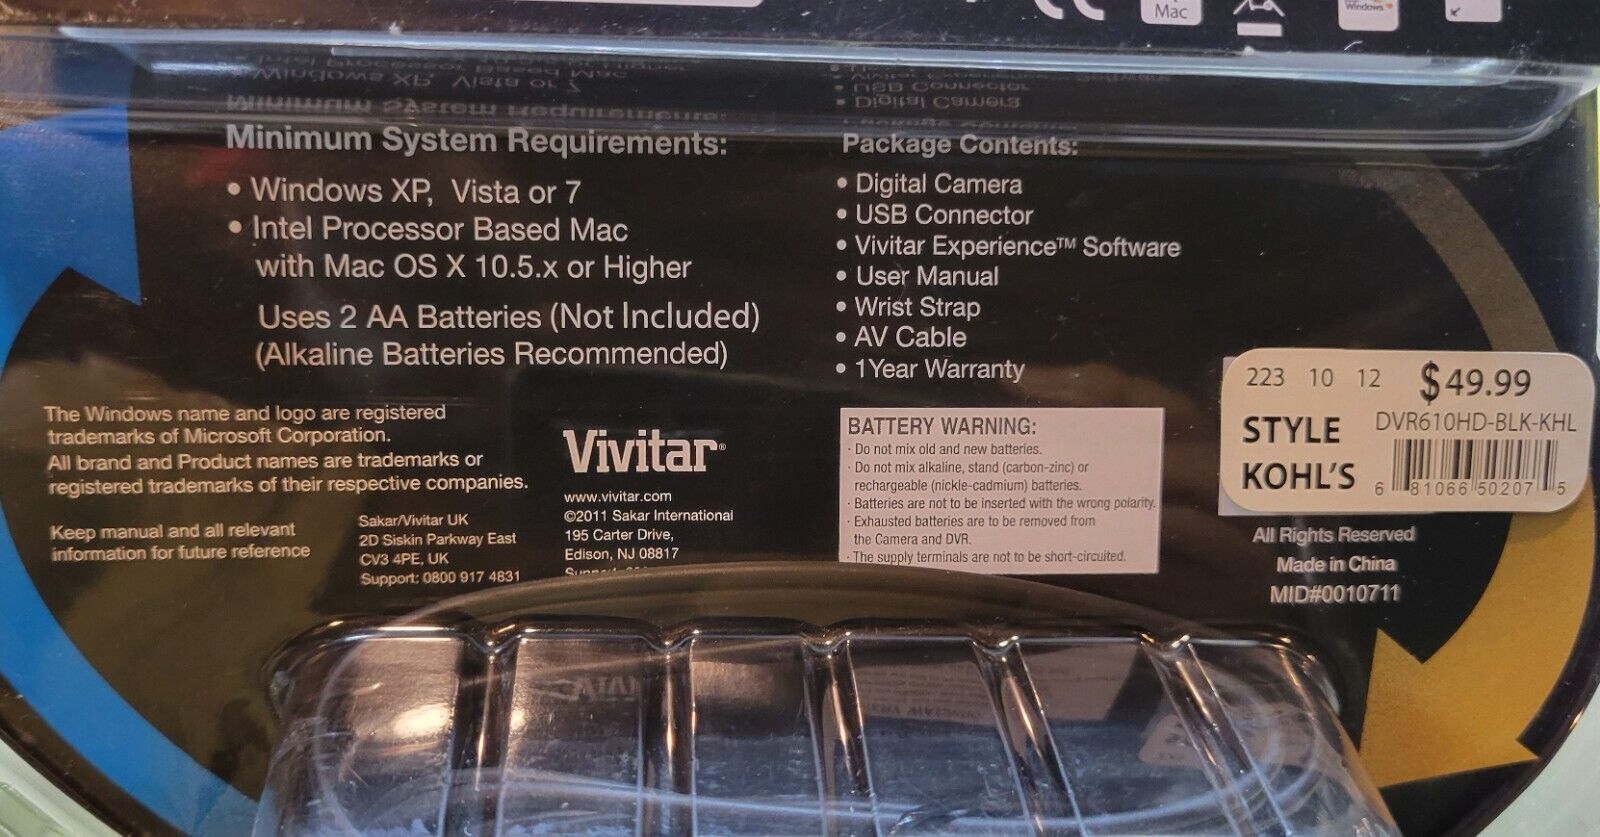 Mac
Windows
Minimum System Requirements:
• Windows XP, Vista or 7
• Intel Processor Based Mac
with Mac OS X 10.5.x or Higher
Uses 2 AA Batteries (Not Included)
(Alkaline Batteries Recommended)
Package Contents:
• Digital Camera
• USB Connector
• Vivitar Experience™ Software
• User Manual
• Wrist Strap
• AV Cable
• 1Year Warranty
The Windows name and logo are registered
trademarks of Microsoft Corporation.
All brand and Product names are trademarks or
registered trademarks of their respective companies.
Keep manual and all relevant
information for future reference
Sakar/Vivitar UK
2D Siskin Parkway East
CV3 4PE, UK
Support: 0800 917 4831
Vivitar®
www.vivitar.com
©2011 Sakar International
195 Carter Drive,
Edison, NJ 08817
BATTERY WARNING:
· Do not mix old and new batteries.
· Do not mix alkaline, stand (carbon-zinc) or
rechargeable (nickle-cadmium) batteries.
· Batteries are not to be inserted with the wrong polarity.
· Exhausted batteries are to be removed from
the Camera and DVR.
· The supply terminals are not to be short-circuited.
223 10 12 $49.99
STYLE DVR610HD-BLK-KHL
KOHL'S
6 81066 50207 5
All Rights Reserved
Made in China
MID#0010711